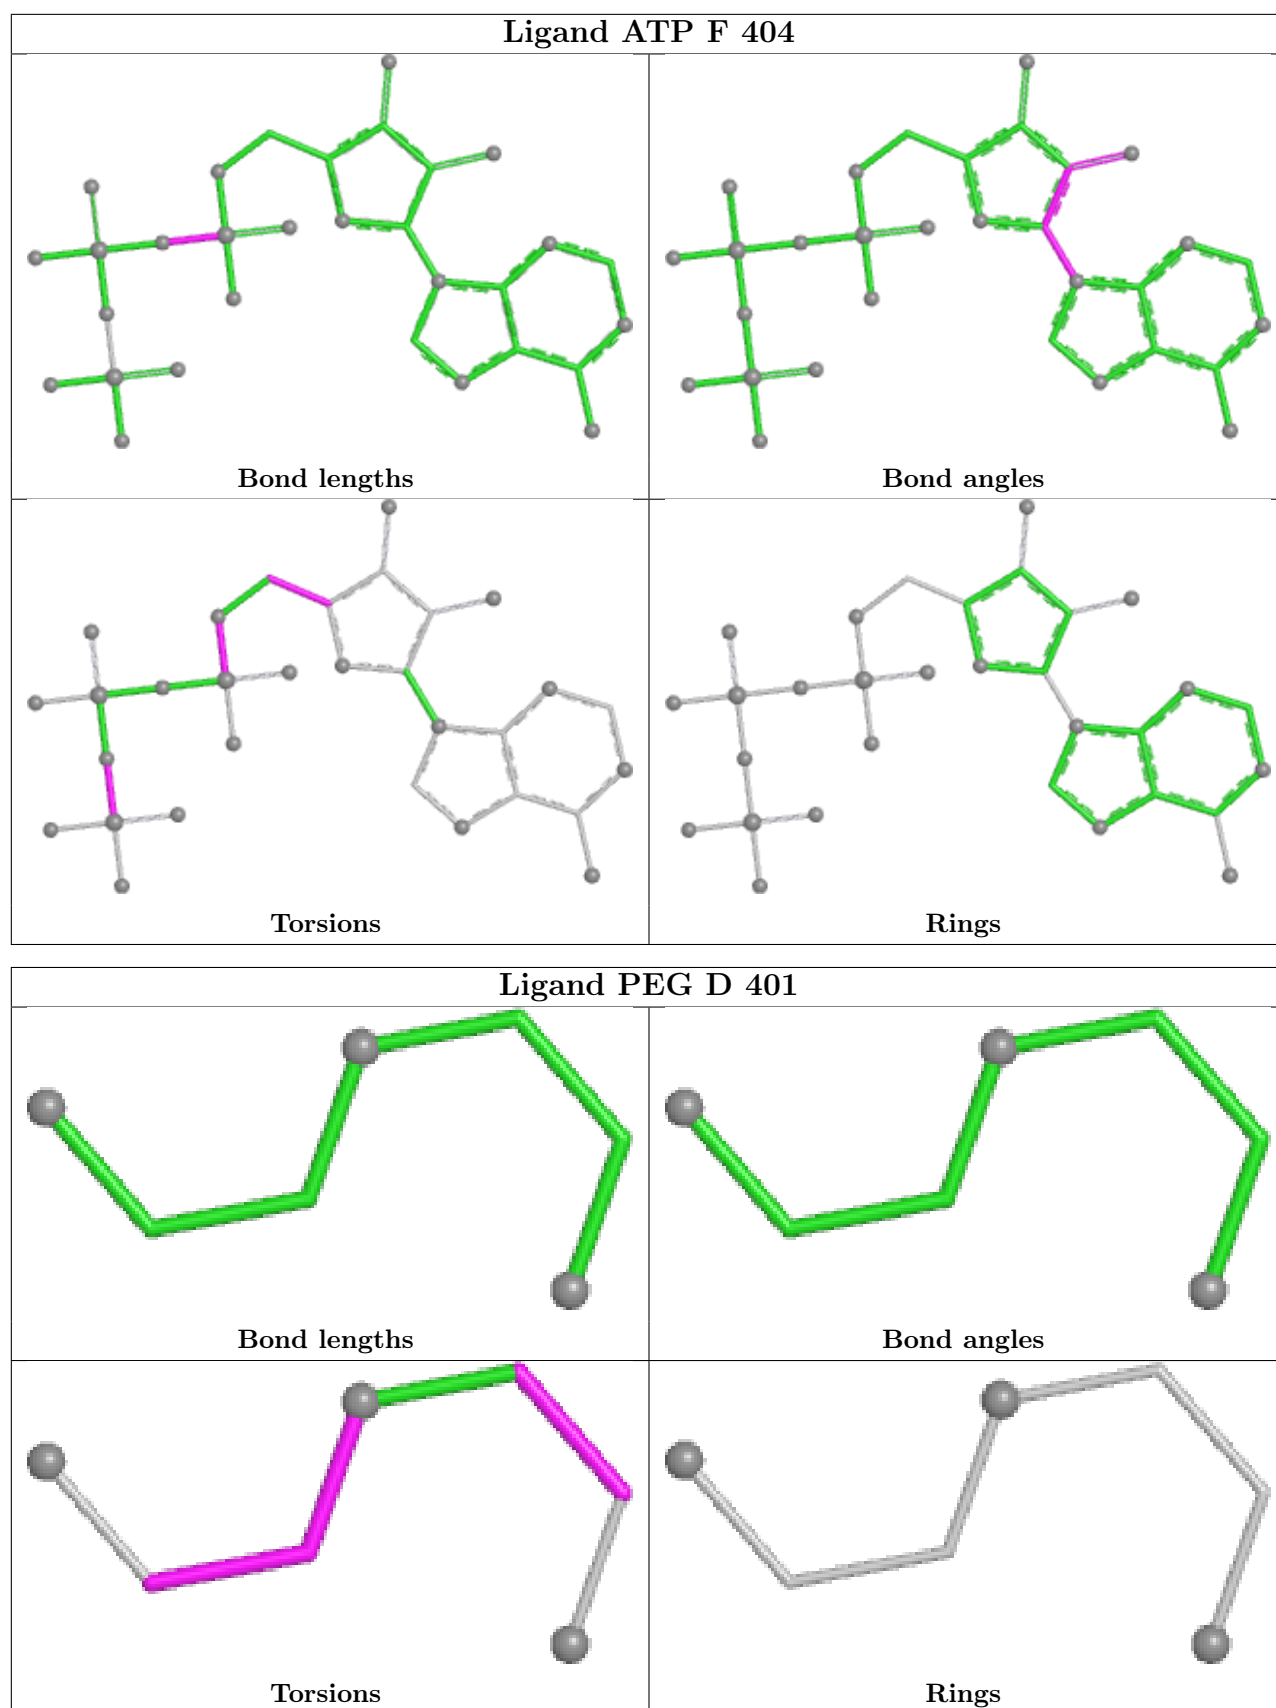 Ligand ATP F 404
Bond lengths
Bond angles
Torsions
Rings
Ligand PEG D 401
Bond lengths
Bond angles
Torsions
Rings